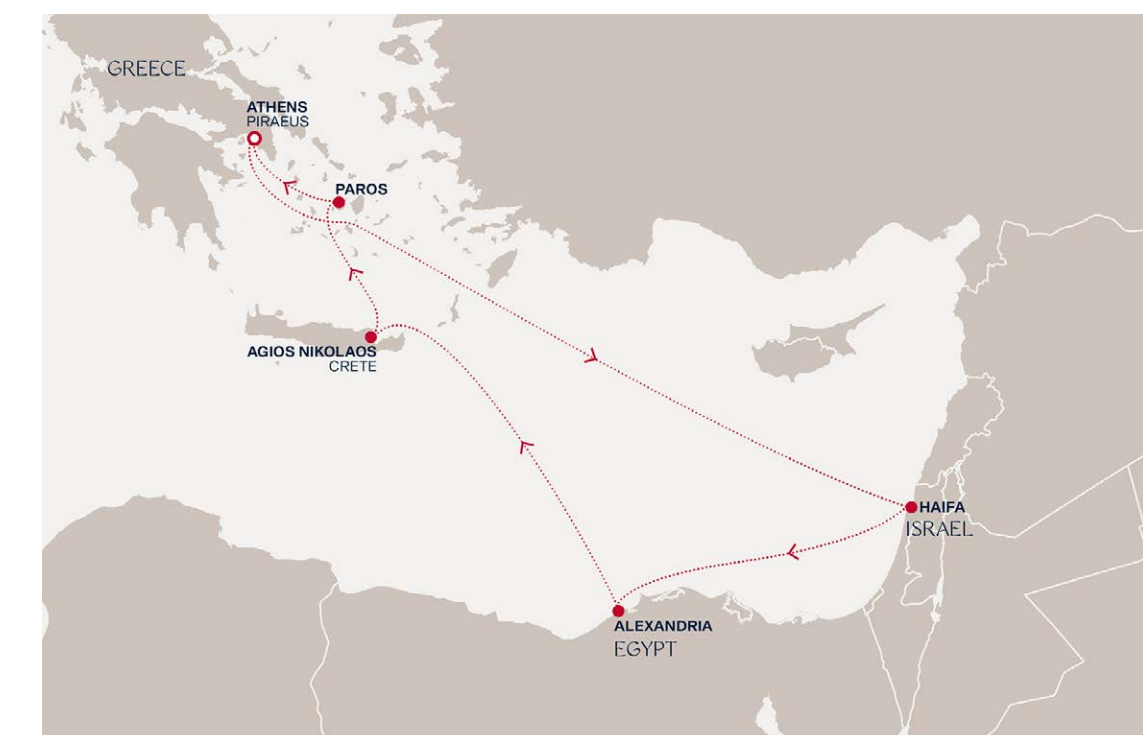 GREECE
ATHENS
PIRAEUS
PAROS
AGIOS NIKOLAOS
CRETE
HAIFA
ISRAEL
ALEXANDRIA
EGYPT